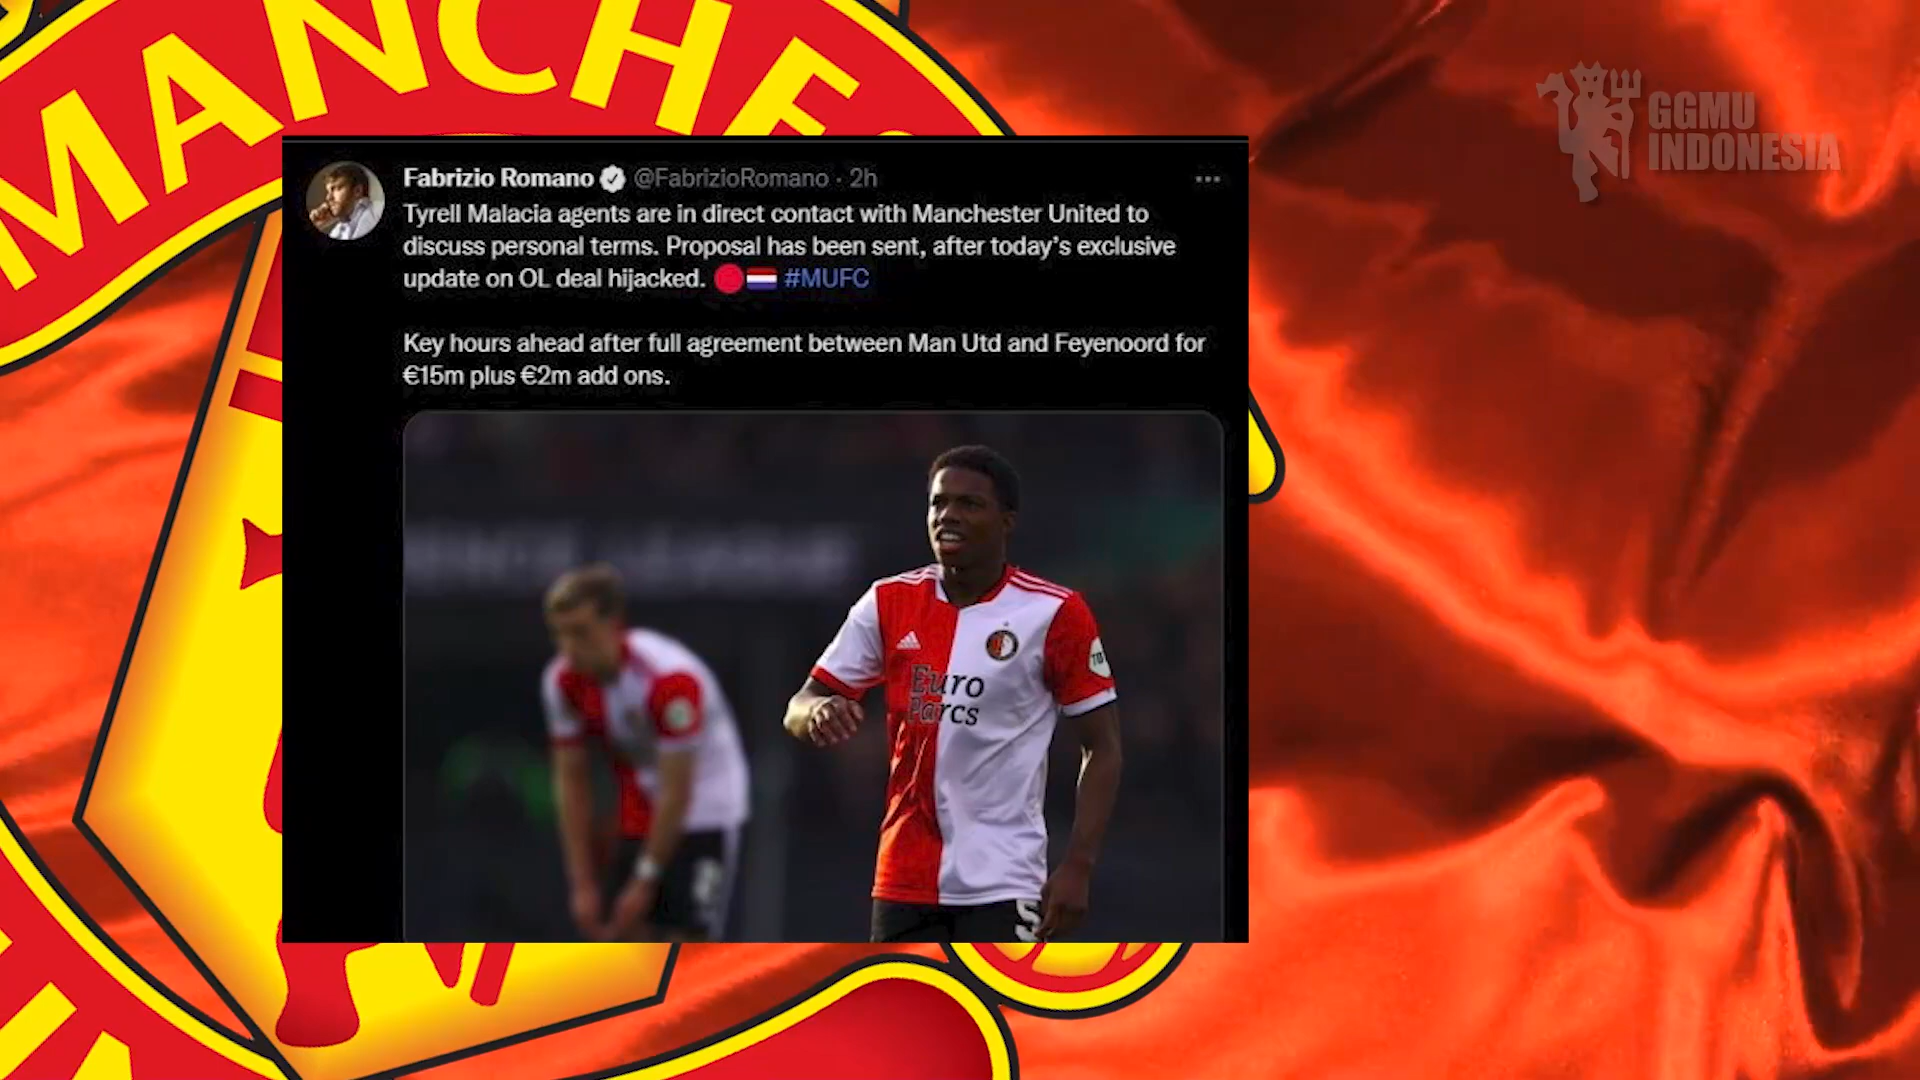 MANCHES
GGMU
INDONESIA
Fabrizio Romano @FabrizioRomano · 2h
Tyrell Malacia agents are in direct contact with Manchester United to
discuss personal terms. Proposal has been sent, after today’s exclusive
update on OL deal hijacked. 🔴🇳🇱 #MUFC
Key hours ahead after full agreement between Man Utd and Feyenoord for
€15m plus €2m add ons.
Euro
Parcs
5